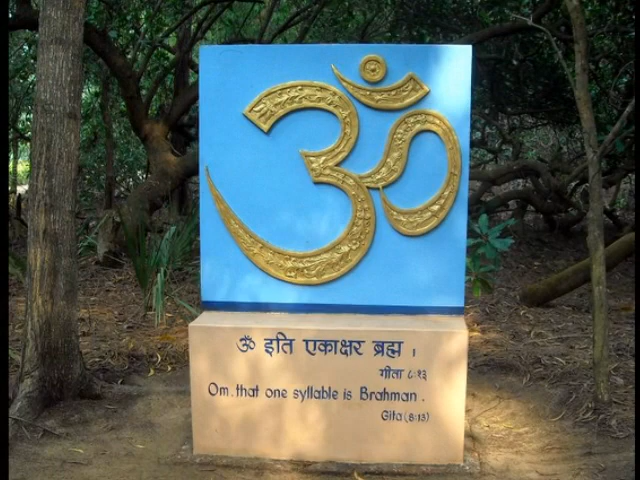 ॐ
ॐ इति एकाक्षर ब्रह्म ।
गीता ८:१३
Om. that one syllable is Brahman.
Gita (8:13)